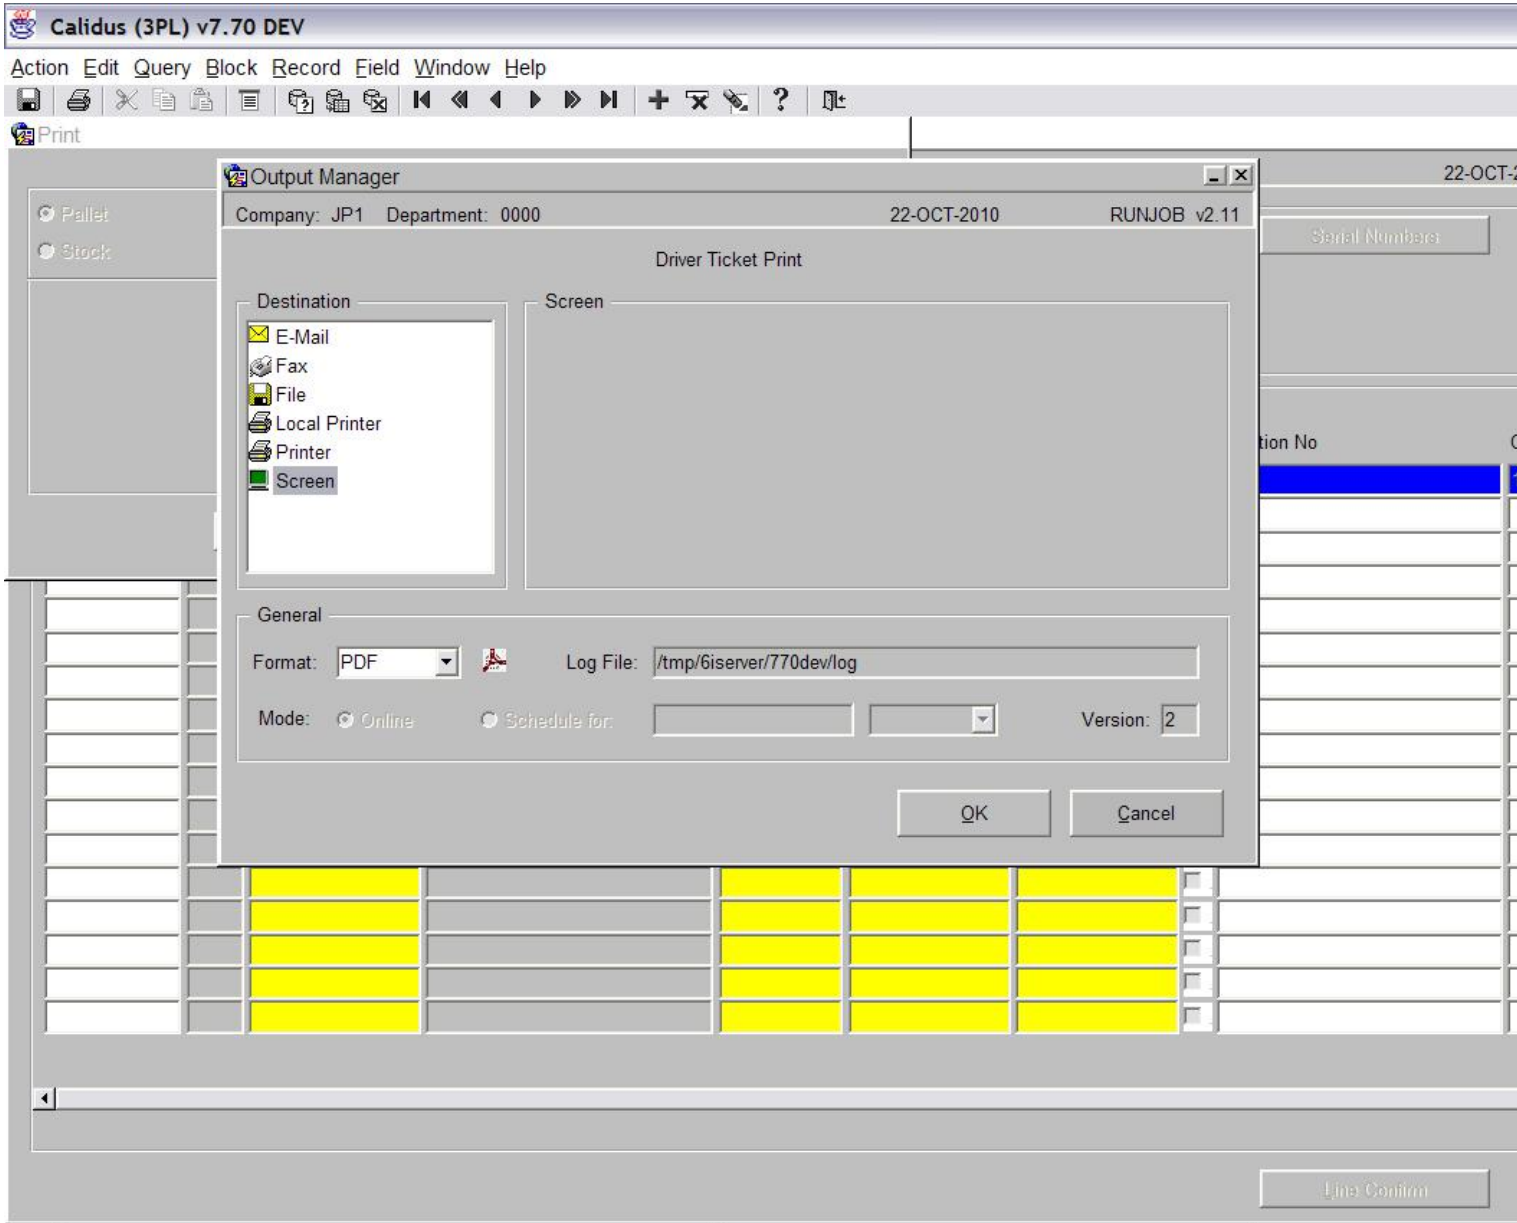 Calidus (3PL) v7.70 DEV
Action Edit Query Block Record Field Window Help
Print
22-OCT-2
Output Manager
Pallet
Company: JP1 Department: 0000 22-OCT-2010 RUNJOB v2.11
Serial Numbers
Stock
Driver Ticket Print
Destination
Screen
E-Mail
Fax
File
Local Printer
Printer
Screen
tion No
General
Format: PDF Log File: /tmp/6iserver/770dev/log
Mode: Online Schedule for: Version: 2
OK Cancel
Line Confirm